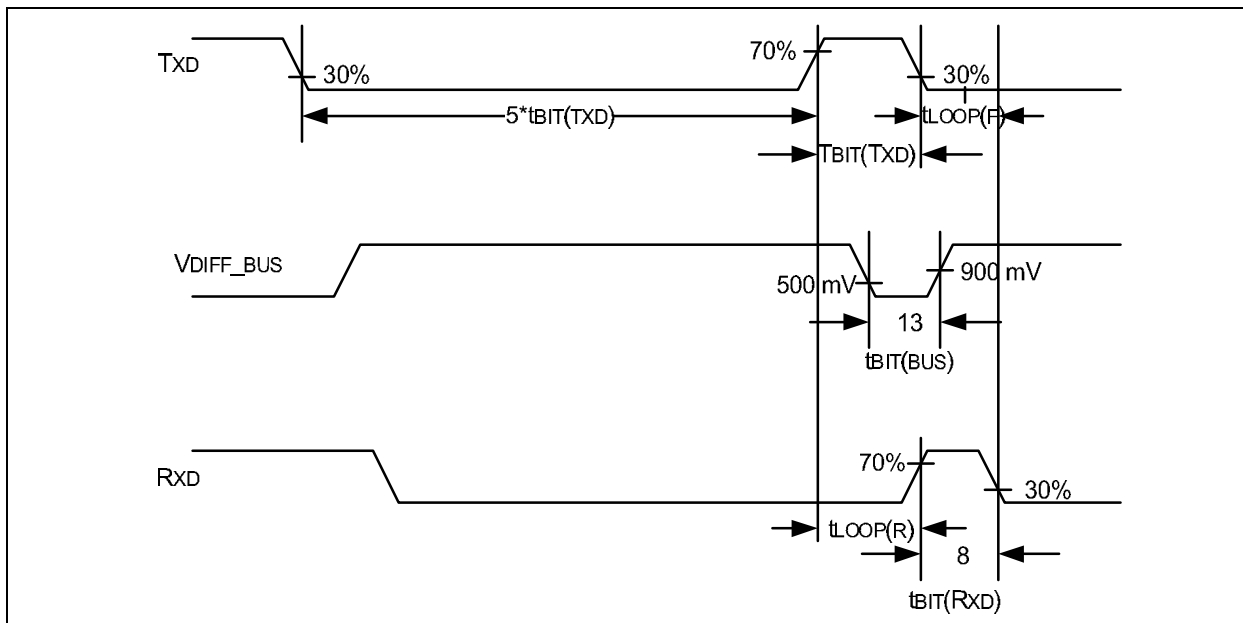 TXD
30%
70%
30%
5*tBIT(TXD)
tLOOP(F)
TBIT(TXD)
VDIFF_BUS
500 mV
900 mV
13
tBIT(BUS)
RXD
70%
30%
tLOOP(R)
8
tBIT(RXD)